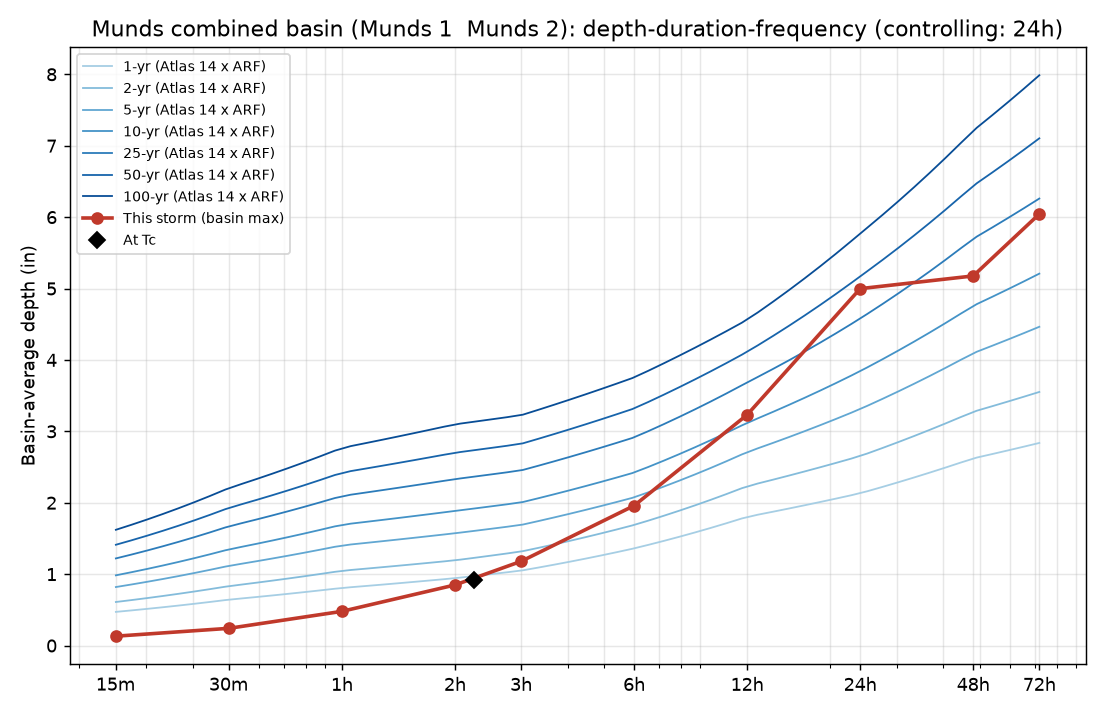 Munds combined basin (Munds 1  Munds 2): depth-duration-frequency (controlling: 24h)
Basin-average depth (in)
8
7
6
5
4
3
2
1
0
1-yr (Atlas 14 x ARF)
2-yr (Atlas 14 x ARF)
5-yr (Atlas 14 x ARF)
10-yr (Atlas 14 x ARF)
25-yr (Atlas 14 x ARF)
50-yr (Atlas 14 x ARF)
100-yr (Atlas 14 x ARF)
This storm (basin max)
At Tc
15m 30m 1h 2h 3h 6h 12h 24h 48h 72h